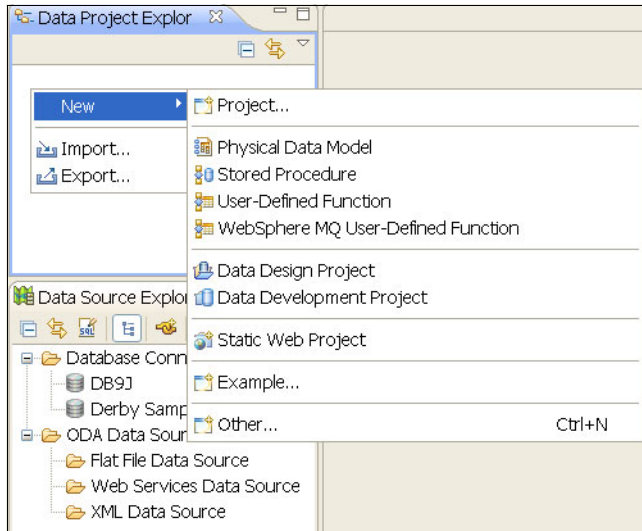 Data Project Explor
New
Project...
Import...
Export...
Physical Data Model
Stored Procedure
User-Defined Function
WebSphere MQ User-Defined Function
Data Design Project
Data Development Project
Static Web Project
Example...
Other... Ctrl+N
Data Source Explo
SQL
Database Conn
DB9J
Derby Samp
ODA Data Sour
Flat File Data Source
Web Services Data Source
XML Data Source